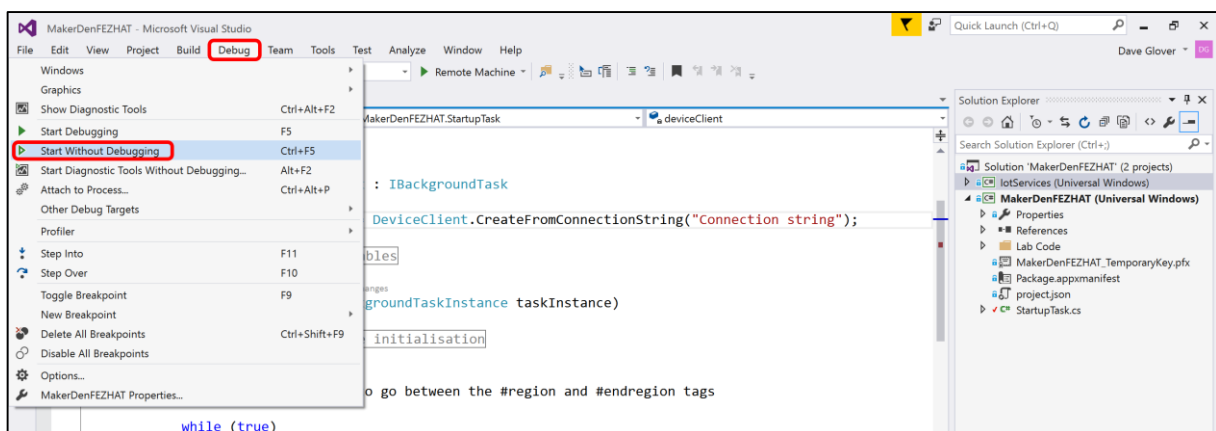 MakerDenFEZHAT - Microsoft Visual Studio
Quick Launch (Ctrl+Q)
File Edit View Project Build Debug Team Tools Test Analyze Window Help
Dave Glover DG
Remote Machine
Windows
Graphics
Show Diagnostic Tools Ctrl+Alt+F2
Start Debugging F5
Start Without Debugging Ctrl+F5
Start Diagnostic Tools Without Debugging... Alt+F2
Attach to Process... Ctrl+Alt+P
Other Debug Targets
Profiler
Step Into F11
Step Over F10
Toggle Breakpoint F9
New Breakpoint
Delete All Breakpoints Ctrl+Shift+F9
Disable All Breakpoints
Options...
MakerDenFEZHAT Properties...
MakerDenFEZHAT.StartupTask deviceClient
: IBackgroundTask
DeviceClient.CreateFromConnectionString("Connection string");
bles
anges
groundTaskInstance taskInstance)
initialisation
o go between the #region and #endregion tags
while (true)
Solution Explorer
Search Solution Explorer (Ctrl+;)
Solution 'MakerDenFEZHAT' (2 projects)
C# IotServices (Universal Windows)
C# MakerDenFEZHAT (Universal Windows)
Properties
References
Lab Code
MakerDenFEZHAT_TemporaryKey.pfx
Package.appxmanifest
project.json
C# StartupTask.cs